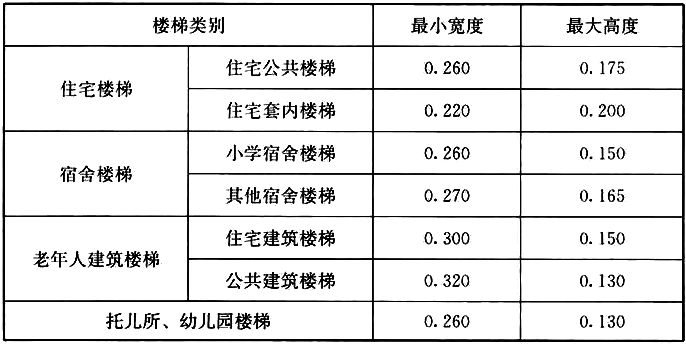 楼梯类别 最小宽度 最大高度
住宅楼梯 住宅公共楼梯 0.260 0.175
住宅套内楼梯 0.220 0.200
宿舍楼梯 小学宿舍楼梯 0.260 0.150
其他宿舍楼梯 0.270 0.165
老年人建筑楼梯 住宅建筑楼梯 0.300 0.150
公共建筑楼梯 0.320 0.130
托儿所、幼儿园楼梯 0.260 0.130